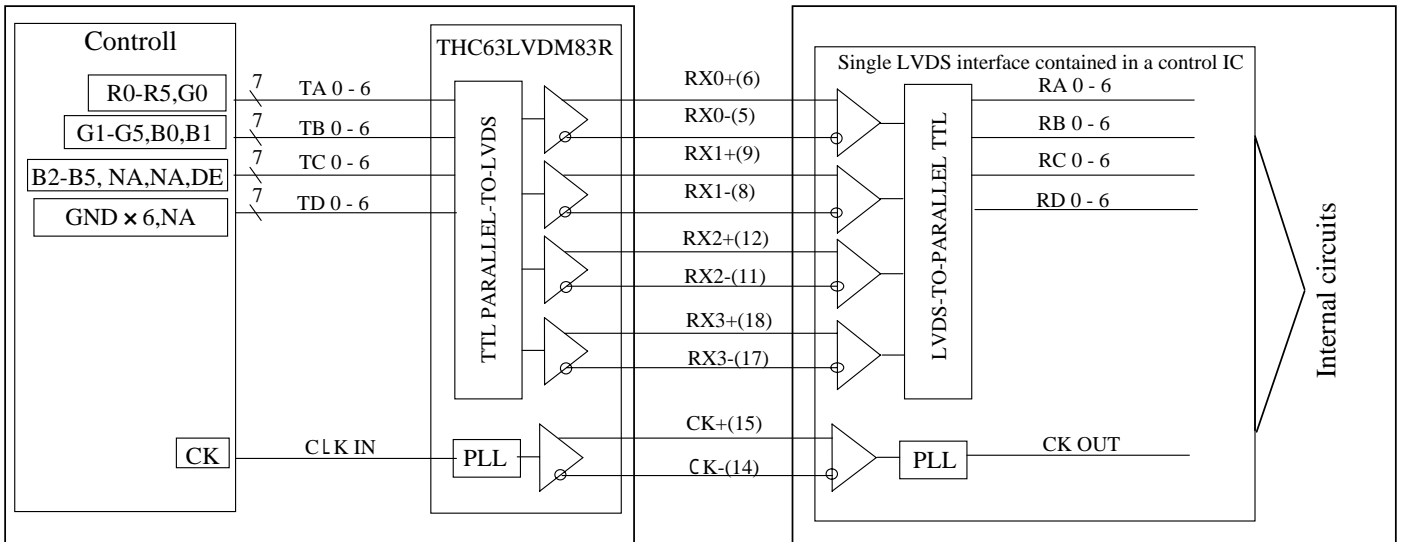 Controll
R0-R5,G0
G1-G5,B0,B1
B2-B5, NA,NA,DE
GND × 6,NA
CK
7
TA 0 - 6
7
TB 0 - 6
7
TC 0 - 6
7
TD 0 - 6
CLK IN
THC63LVDM83R
TTL PARALLEL-TO-LVDS
PLL
RX0+(6)
RX0-(5)
RX1+(9)
RX1-(8)
RX2+(12)
RX2-(11)
RX3+(18)
RX3-(17)
CK+(15)
CK-(14)
Single LVDS interface contained in a control IC
LVDS-TO-PARALLEL TTL
PLL
RA 0 - 6
RB 0 - 6
RC 0 - 6
RD 0 - 6
CK OUT
Internal circuits